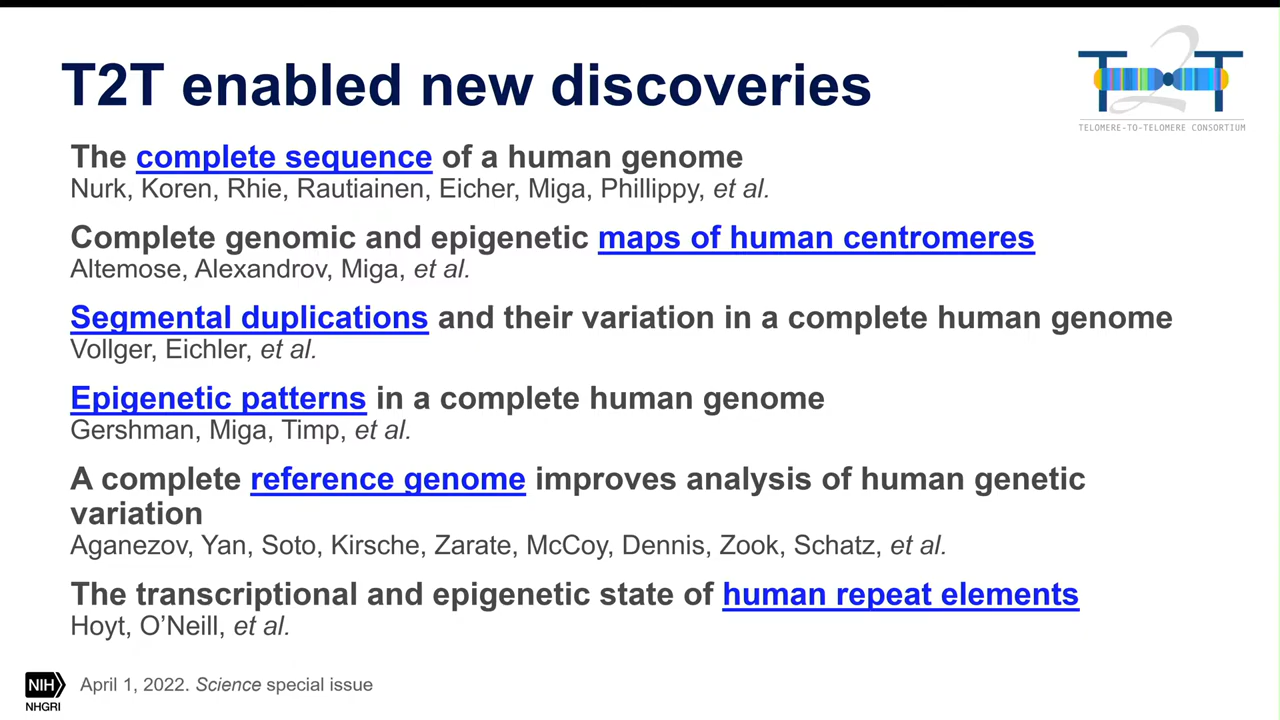 T2T enabled new discoveries
T2T
TELOMERE-TO-TELOMERE CONSORTIUM
The complete sequence of a human genome
Nurk, Koren, Rhie, Rautiainen, Eicher, Miga, Phillippy, et al.
Complete genomic and epigenetic maps of human centromeres
Altemose, Alexandrov, Miga, et al.
Segmental duplications and their variation in a complete human genome
Vollger, Eichler, et al.
Epigenetic patterns in a complete human genome
Gershman, Miga, Timp, et al.
A complete reference genome improves analysis of human genetic
variation
Aganezov, Yan, Soto, Kirsche, Zarate, McCoy, Dennis, Zook, Schatz, et al.
The transcriptional and epigenetic state of human repeat elements
Hoyt, O’Neill, et al.
NIH
NHGRI
April 1, 2022. Science special issue